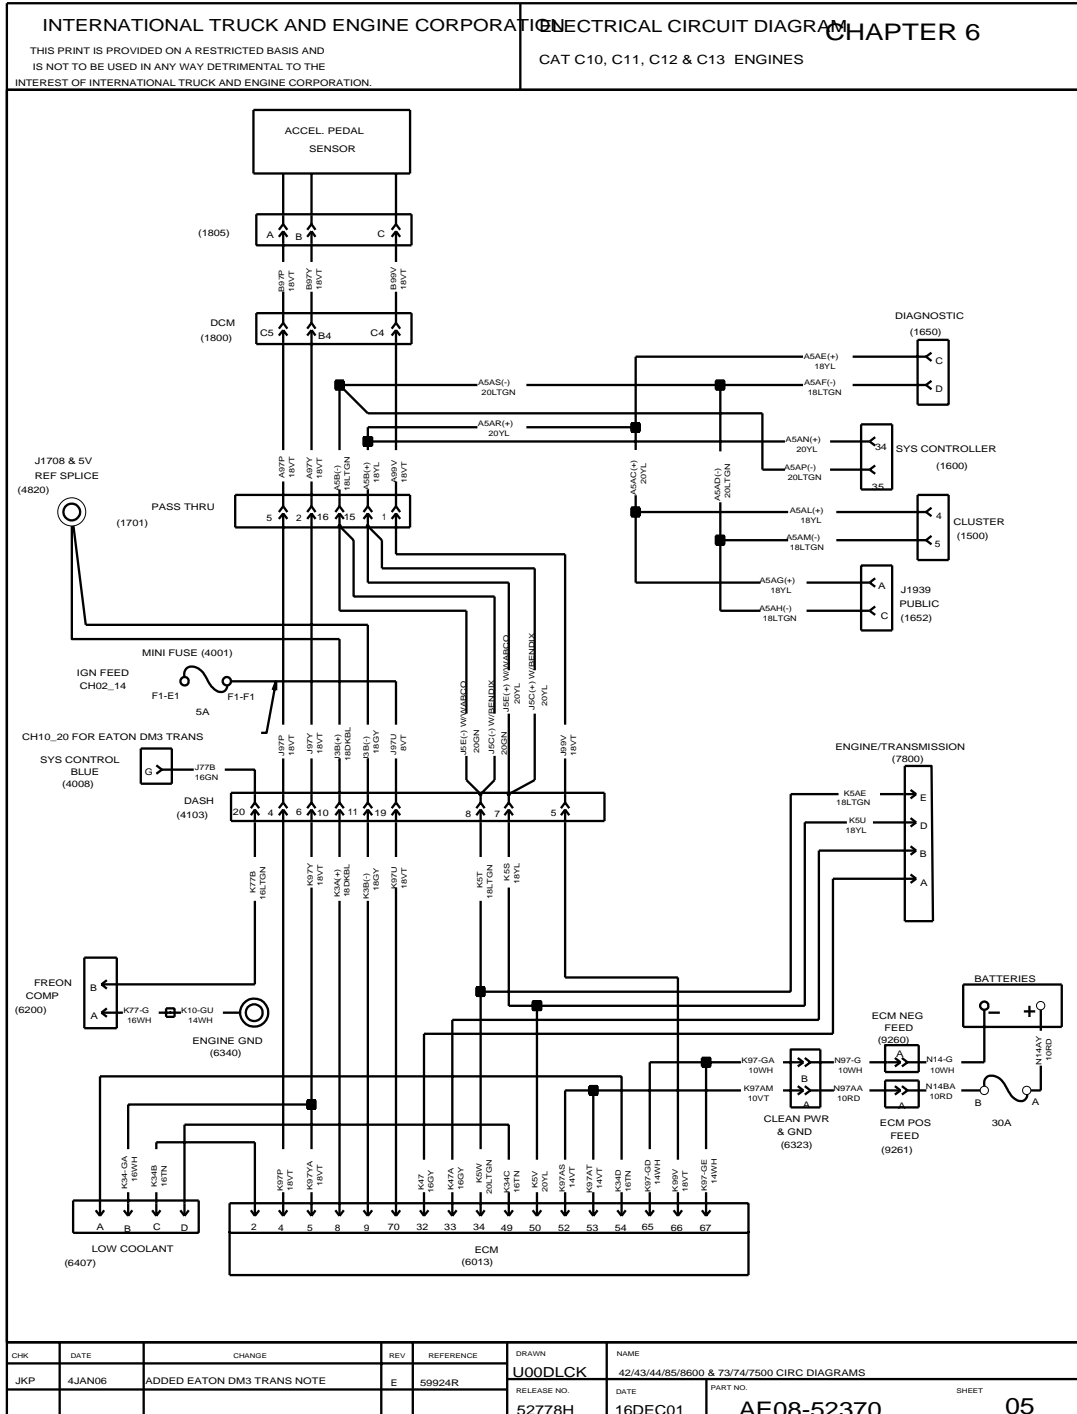 INTERNATIONAL TRUCK AND ENGINE CORPORATION
THIS PRINT IS PROVIDED ON A RESTRICTED BASIS AND
IS NOT TO BE USED IN ANY WAY DETRIMENTAL TO THE
INTEREST OF INTERNATIONAL TRUCK AND ENGINE CORPORATION.
ELECTRICAL CIRCUIT DIAGRAM
CHAPTER 6
CAT C10, C11, C12 & C13 ENGINES
ACCEL. PEDAL
SENSOR
(1805)
A B C
B97P 18VT
B97Y 18VT
B99V 18VT
DCM
(1800)
C5 B4 C4
DIAGNOSTIC
(1650)
C
D
A5AE(+)
18YL
A5AF(-)
18LTGN
A5AS(-)
20LTGN
A5AR(+)
20YL
A5AN(+)
20YL
A5AP(-)
20LTGN
34
35
SYS CONTROLLER
(1600)
A97P 18VT
A97Y 18VT
A5B(-) 18LTGN
A5B(+) 18YL
A99V 18VT
A5AC(+) 20YL
A5AD(-) 20LTGN
J1708 & 5V
REF SPLICE
(4820)
PASS THRU
(1701)
5 2 16 15 1
A5AL(+)
18YL
A5AM(-)
18LTGN
4
5
CLUSTER
(1500)
A5AG(+)
18YL
A5AH(-)
18LTGN
A
C
J1939
PUBLIC
(1652)
MINI FUSE (4001)
IGN FEED
CH02_14
F1-E1 F1-F1
5A
CH10_20 FOR EATON DM3 TRANS
SYS CONTROL
BLUE
(4008)
G
J77B
16GN
J97P 18VT
J97Y 18VT
J3B(+) 18DKBL
J3B(-) 18GY
J97U 8VT
J5E(-) W/WABCO 20GN
J5C(-) W/BENDIX 20GN
J5E(+) W/WABCO 20YL
J5C(+) W/BENDIX 20YL
J99V 18VT
DASH
(4103)
20 4 6 10 11 19 8 7 5
ENGINE/TRANSMISSION
(7800)
E
D
B
A
K5AE
18LTGN
K5U
18YL
K77B 16LTGN
K97Y 18VT
K3A(+) 18DKBL
K3B(-) 18GY
K97U 18VT
K5T 18LTGN
K5S 18YL
FREON
COMP
(6200)
B
A
K77-G
16WH
K10-GU
14WH
ENGINE GND
(6340)
BATTERIES
- +
N14AY 10RD
ECM NEG
FEED
(9260)
A
K97-GA
10WH
N97-G
10WH
N14-G
10WH
B
K97AM
10VT
N97AA
10RD
N14BA
10RD
A
A
B A
30A
CLEAN PWR
& GND
(6323)
ECM POS
FEED
(9261)
K34-GA 16WH
K34B 16TN
K97P 18VT
K97YA 18VT
K47 16GY
K47A 16GY
K5W 20LTGN
K34C 16TN
K5V 20YL
K97AS 14VT
K97AT 14VT
K34D 16TN
K97-GD 14WH
K99V 18VT
K97-GE 14WH
A B C D
LOW COOLANT
(6407)
2 4 5 8 9 70 32 33 34 49 50 52 53 54 65 66 67
ECM
(6013)
CHK DATE CHANGE REV REFERENCE
JKP 4JAN06 ADDED EATON DM3 TRANS NOTE E 59924R
DRAWN
U00DLCK
NAME
42/43/44/85/8600 & 73/74/7500 CIRC DIAGRAMS
RELEASE NO.
52778H
DATE
16DEC01
PART NO.
AE08-52370
SHEET
05